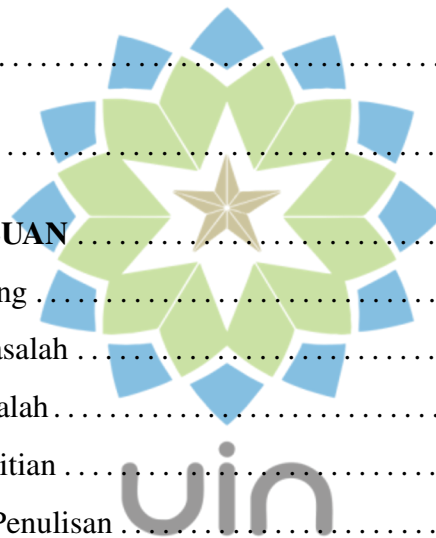 . . . . . . . . . . . . . . . . . . . .
. . . . . . . . . . . . . . . . . . . . .
UAN . . . . . . . . . . . . . . . . .
ng . . . . . . . . . . . . . . . . . . . .
asalah . . . . . . . . . . . . . . . . .
alah . . . . . . . . . . . . . . . . . . .
itian . . . . . . . . . . . . . . . . . .
Penulisan . . . . . . . . . . . . . .
uin